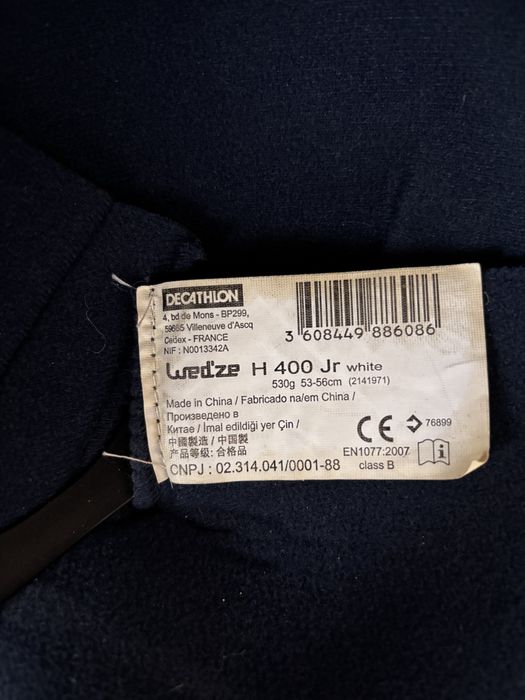 DECATHLON
4, bd de Mons - BP299,
59665 Villeneuve d'Ascq
Cedex - FRANCE
NIF : N0013342A
3 608449 886086
Wed'ze H 400 Jr white
530g 53-56cm (2141971)
Made in China / Fabricado na/em China /
Произведено в
Китае / İmal edildiği yer Çin /
中國製造 / 中国製
产品等级: 合格品
CNPJ : 02.314.041/0001-88
CE 76899
EN1077:2007
class B